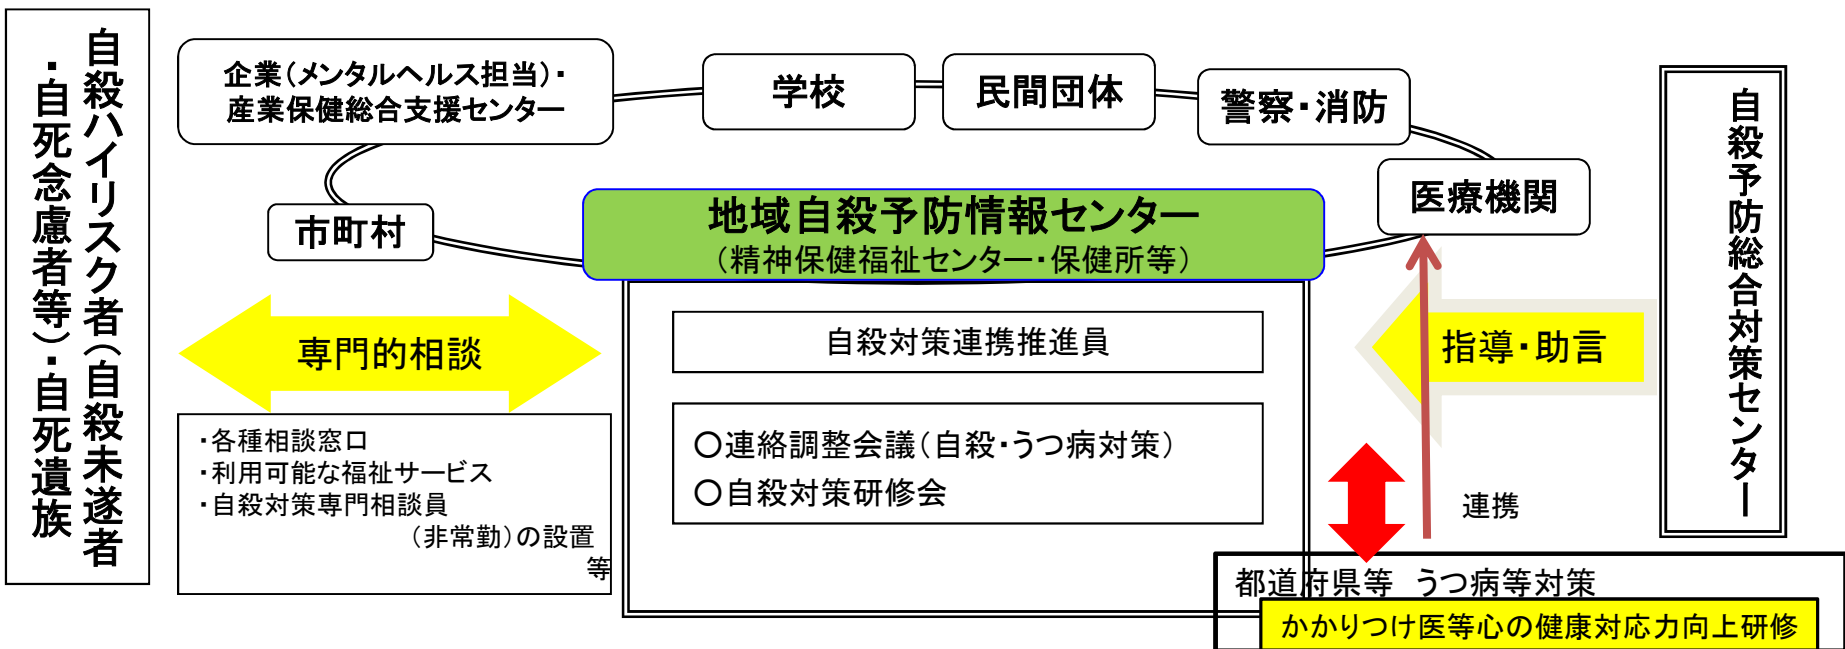 自殺ハイリスク者（自殺未遂者
・自死念慮者等）・自死遺族
企業（メンタルヘルス担当）・
産業保健総合支援センター
学校
民間団体
警察・消防
医療機関
市町村
地域自殺予防情報センター
（精神保健福祉センター・保健所等）
自殺予防総合対策センター
専門的相談
・各種相談窓口
・利用可能な福祉サービス
・自殺対策専門相談員
（非常勤）の設置
等
自殺対策連携推進員
○連絡調整会議（自殺・うつ病対策）
○自殺対策研修会
指導・助言
連携
都道府県等　うつ病等対策
かかりつけ医等心の健康対応力向上研修